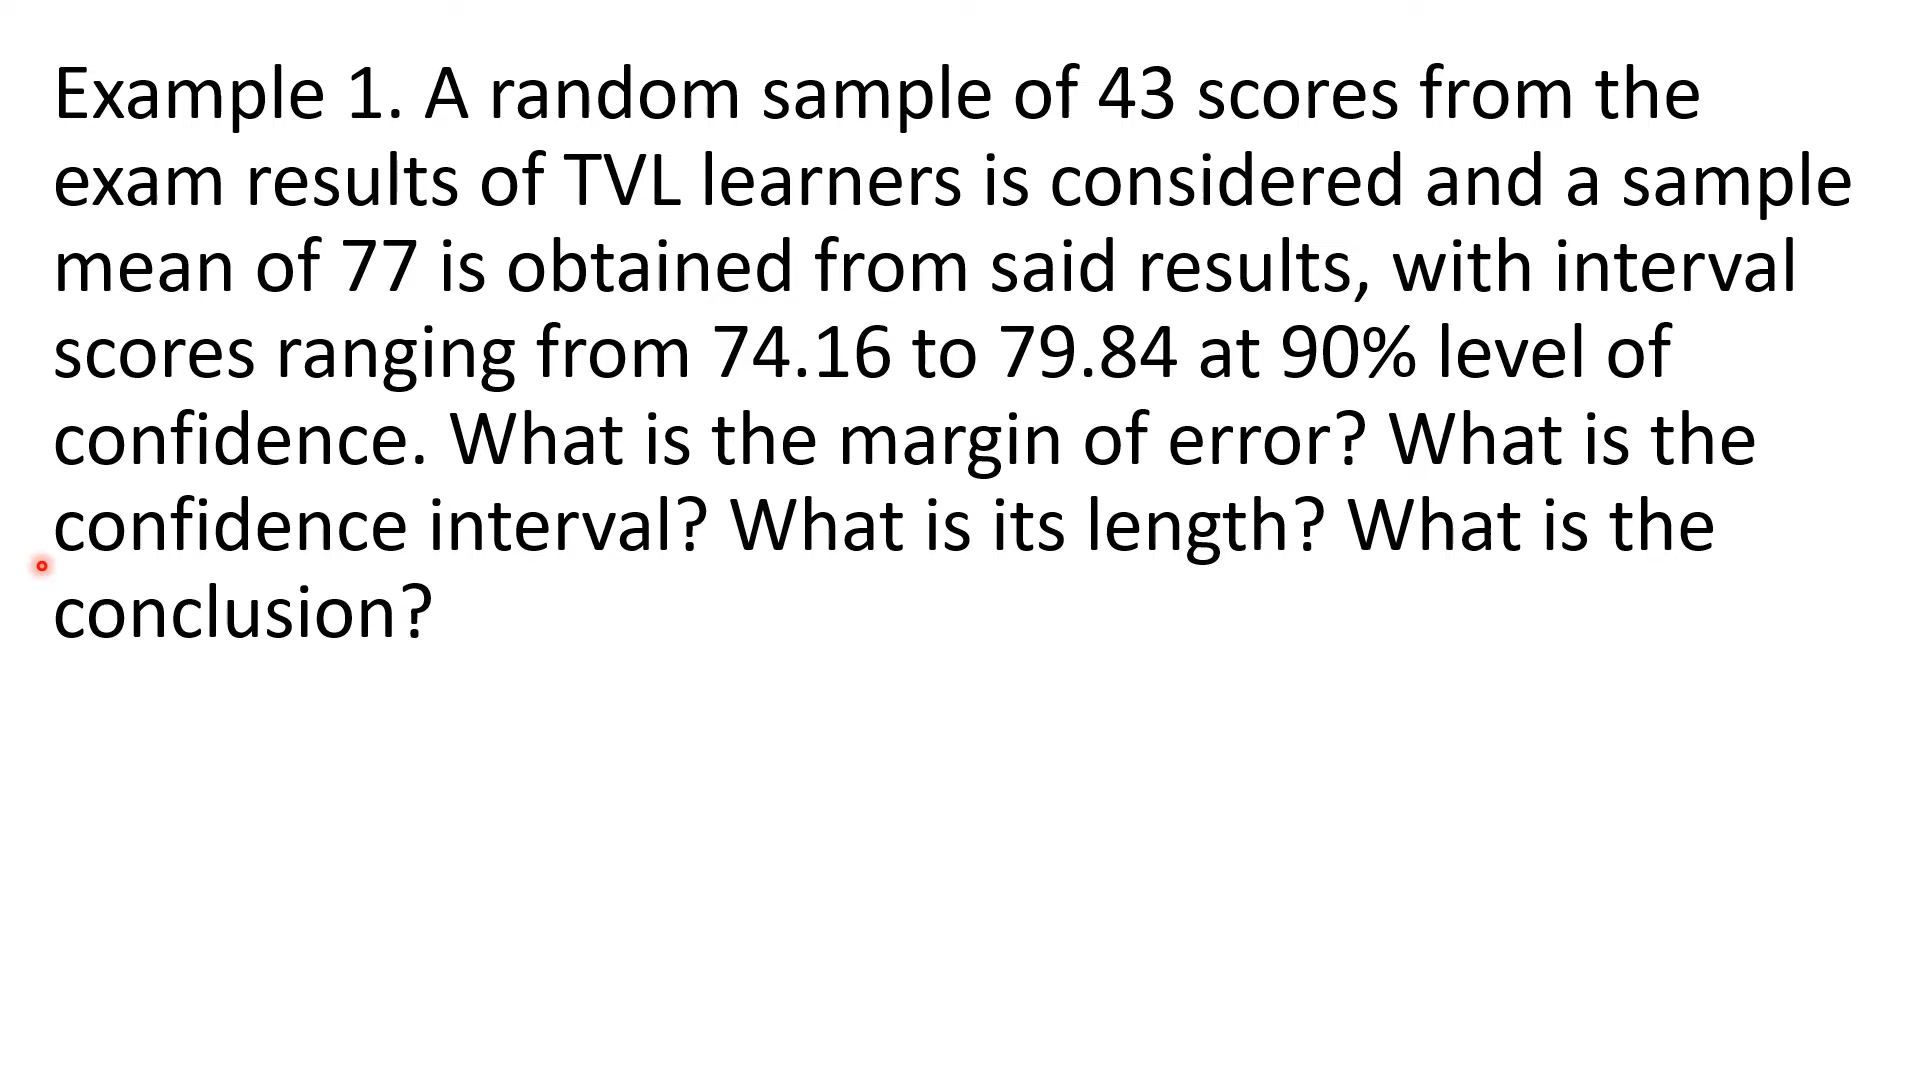 Example 1. A random sample of 43 scores from the
exam results of TVL learners is considered and a sample
mean of 77 is obtained from said results, with interval
scores ranging from 74.16 to 79.84 at 90% level of
confidence. What is the margin of error? What is the
confidence interval? What is its length? What is the
conclusion?